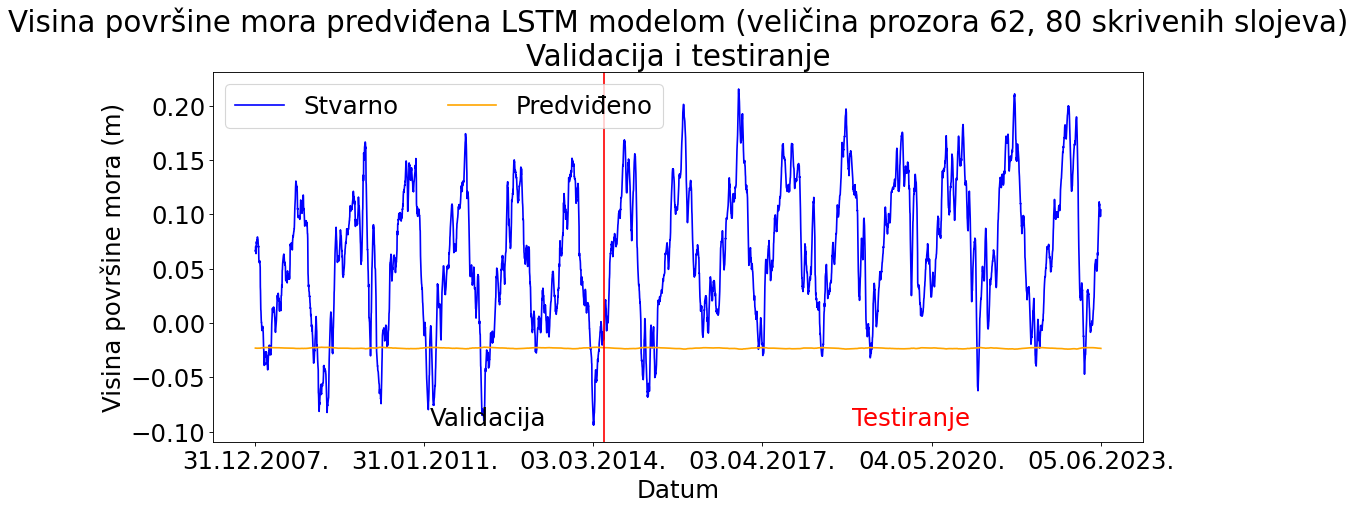 Visina površine mora predviđena LSTM modelom (veličina prozora 62, 80 skrivenih slojeva)
Validacija i testiranje
Stvarno
Predviđeno
Visina površine mora (m)
0.20
0.15
0.10
0.05
0.00
−0.05
−0.10
Validacija
Testiranje
31.12.2007.
31.01.2011.
03.03.2014.
03.04.2017.
04.05.2020.
05.06.2023.
Datum